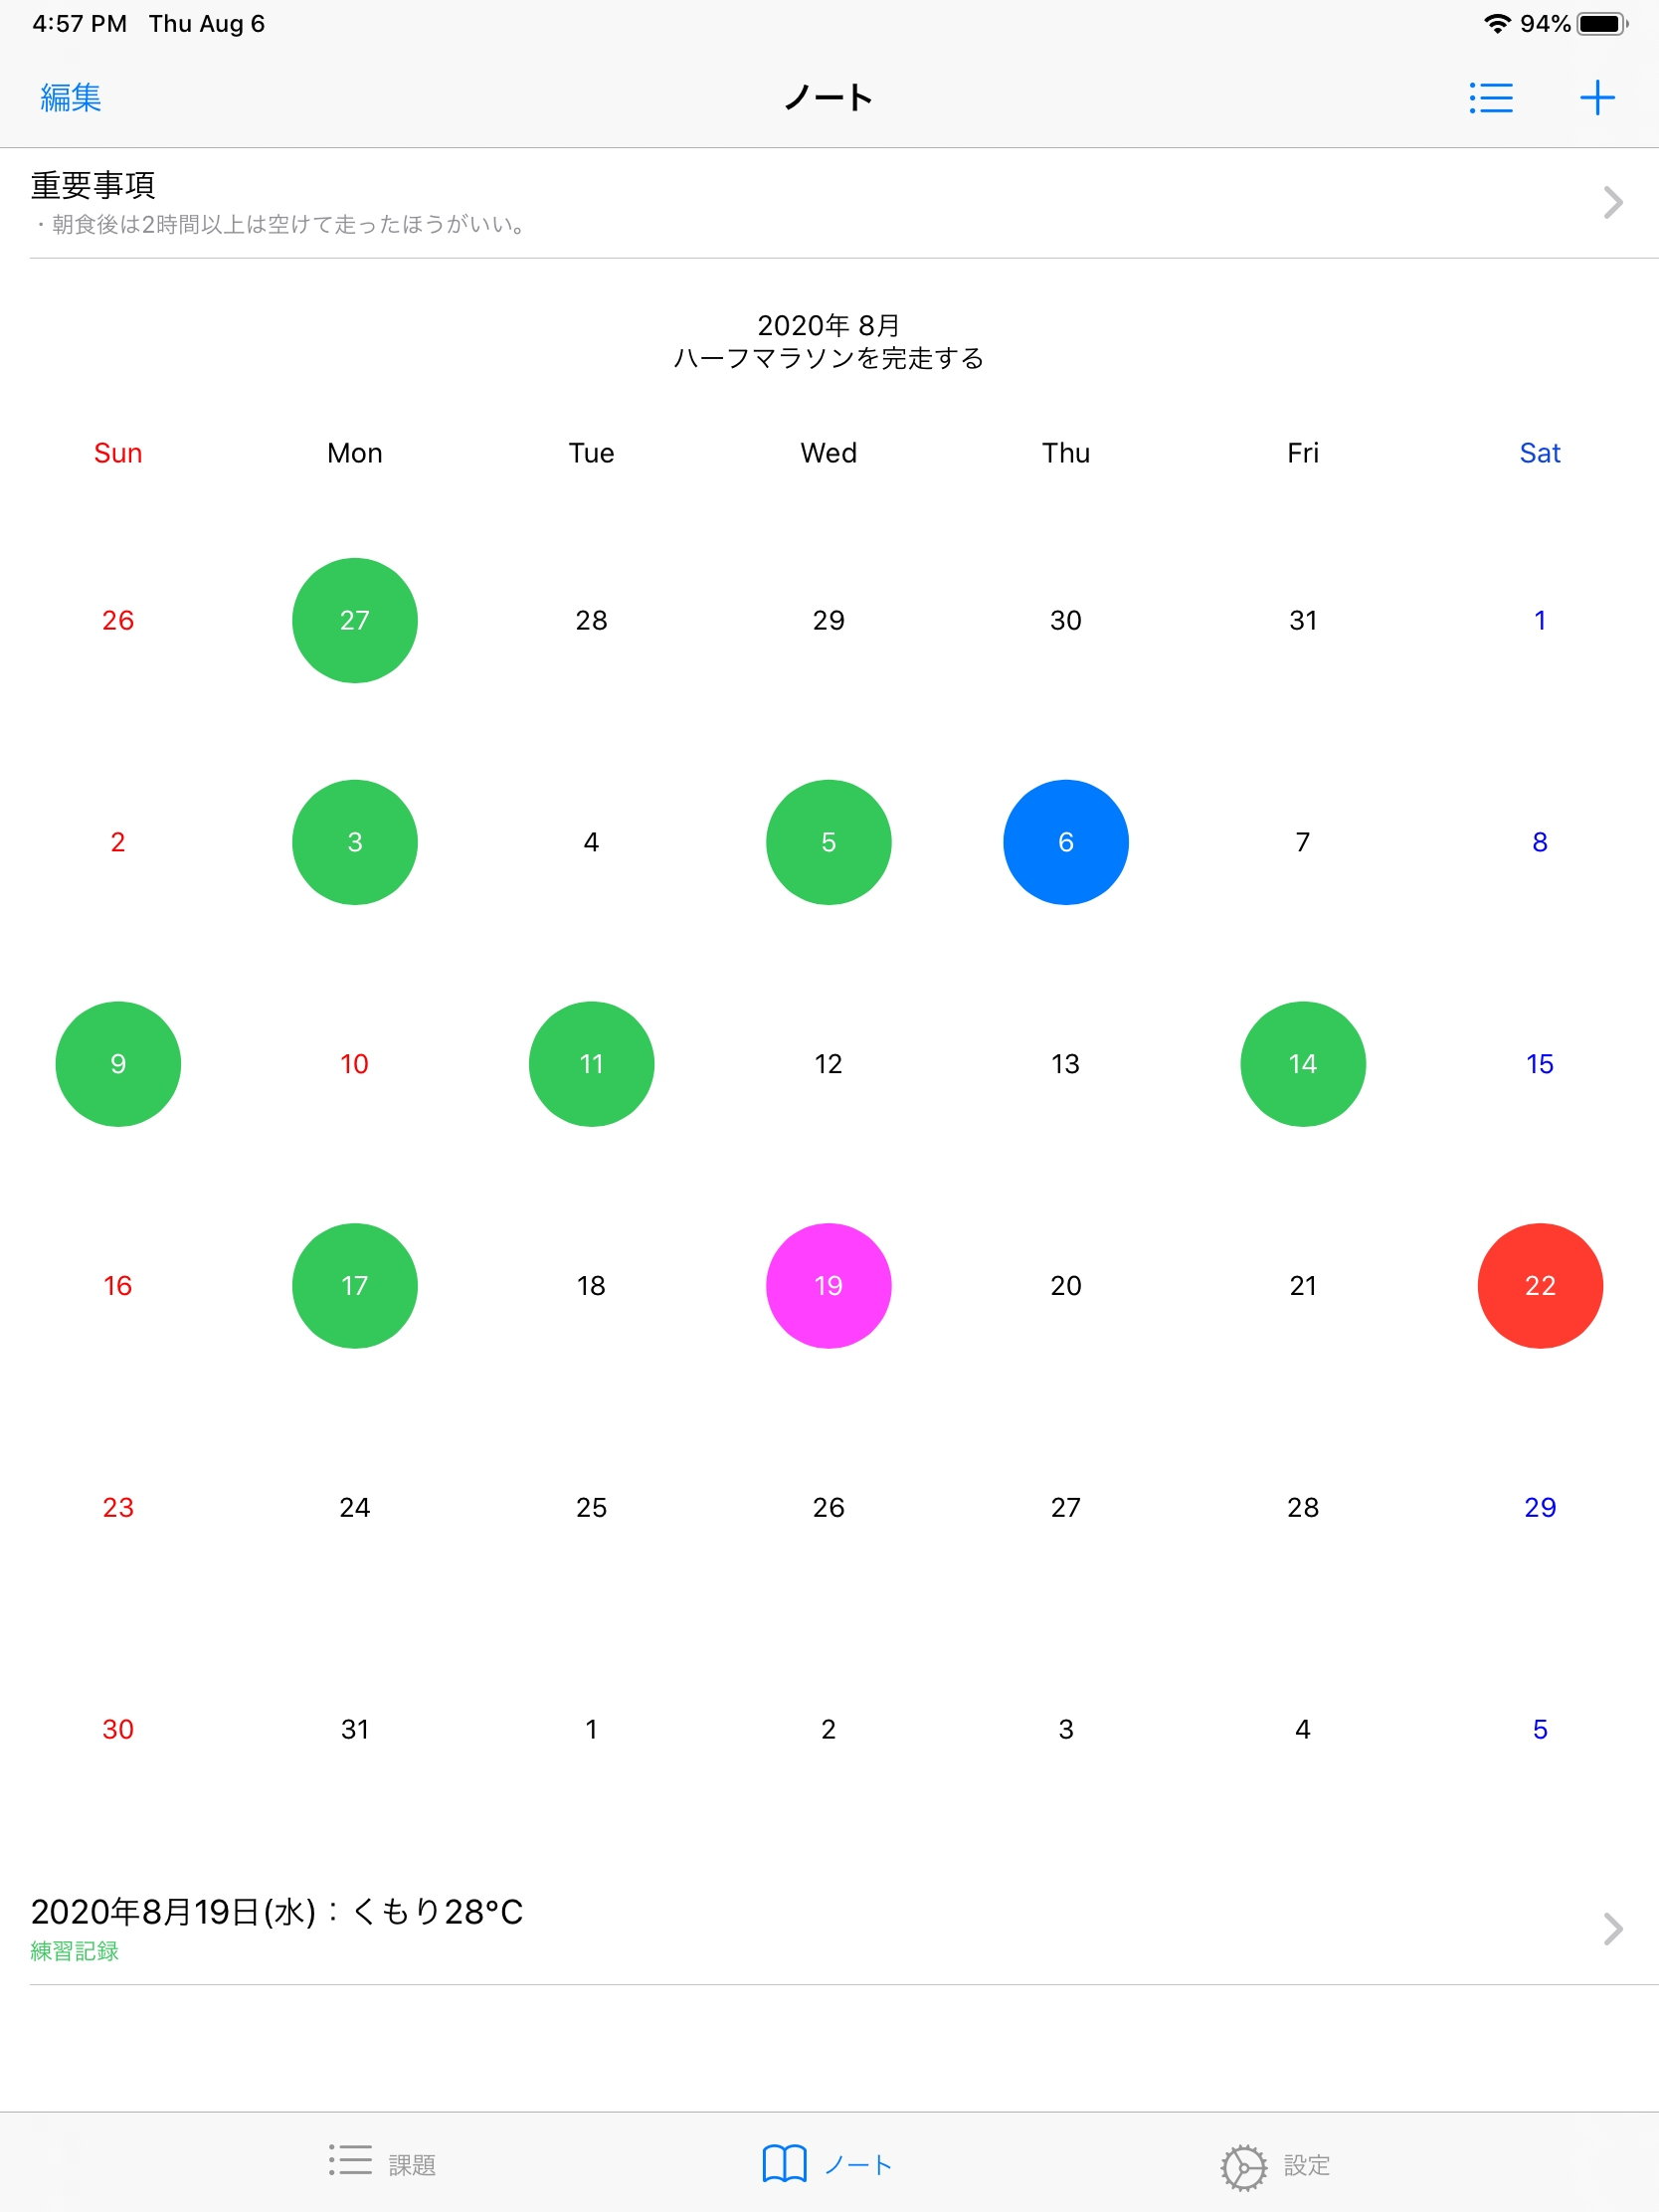 4:57 PM Thu Aug 6 94%
編集 ノート
重要事項
・朝食後は2時間以上は空けて走ったほうがいい。
2020年 8月
ハーフマラソンを完走する
Sun Mon Tue Wed Thu Fri Sat
26 27 28 29 30 31 1
2 3 4 5 6 7 8
9 10 11 12 13 14 15
16 17 18 19 20 21 22
23 24 25 26 27 28 29
30 31 1 2 3 4 5
2020年8月19日(水)：くもり28°C
練習記録
課題 ノート 設定